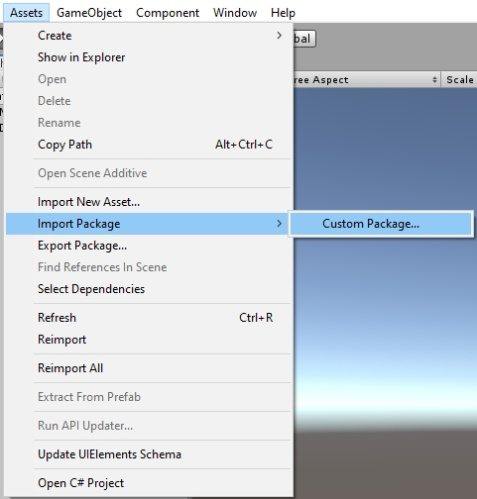 Assets GameObject Component Window Help
Create
Show in Explorer
Open
Delete
Rename
Copy Path Alt+Ctrl+C
Open Scene Additive
Import New Asset...
Import Package Custom Package...
Export Package...
Find References In Scene
Select Dependencies
Refresh Ctrl+R
Reimport
Reimport All
Extract From Prefab
Run API Updater...
Update UIElements Schema
Open C# Project
bal
ree Aspect Scale